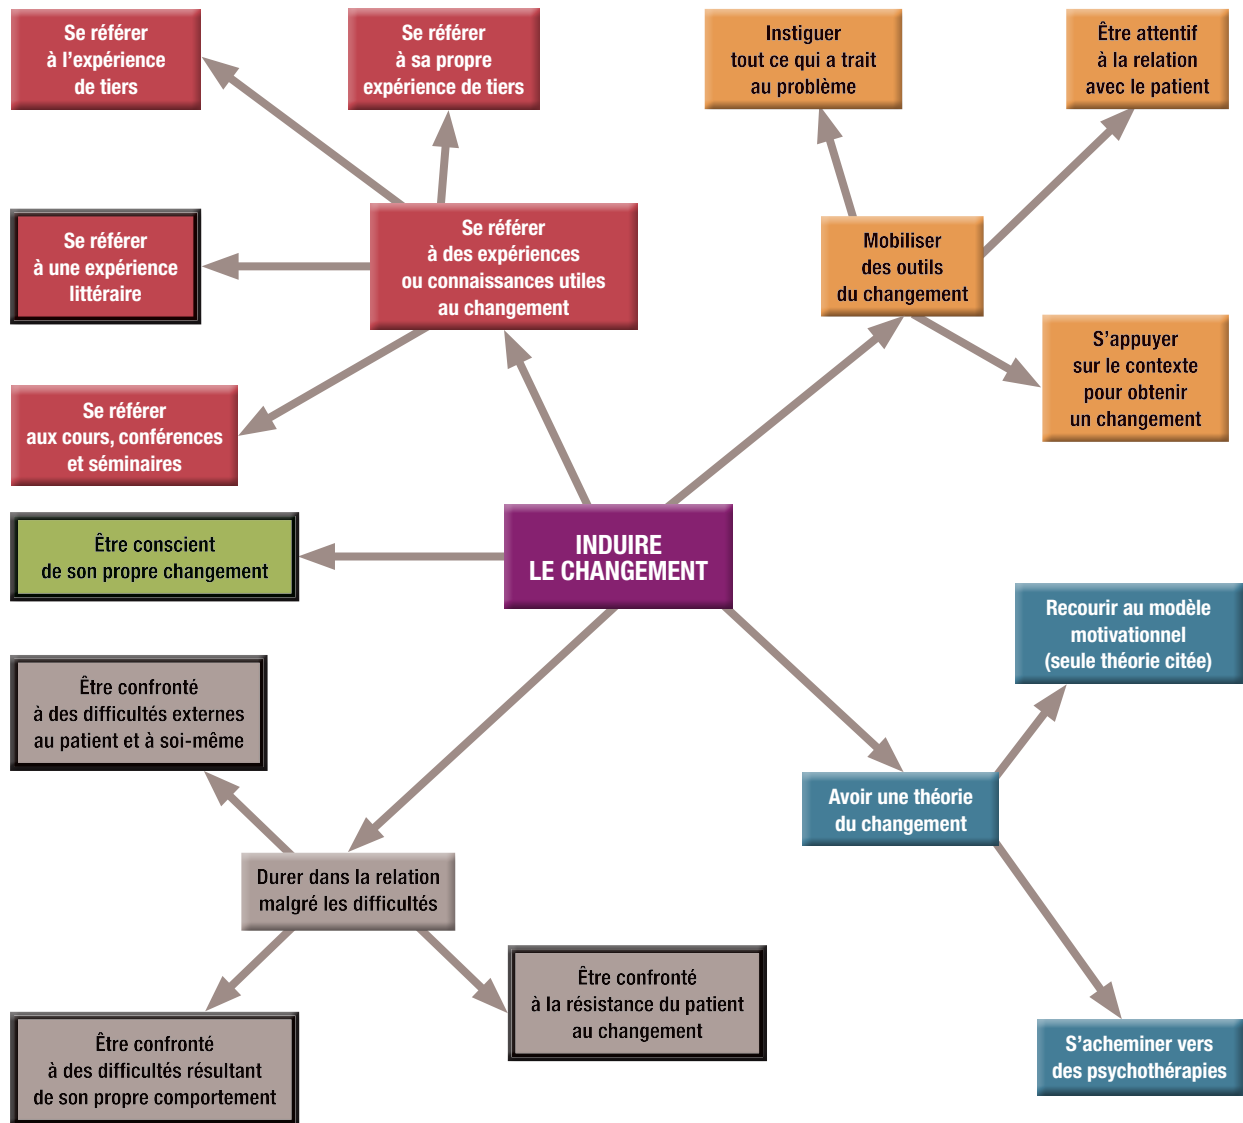 Se référer
à l'expérience
de tiers
Se référer
à sa propre
expérience de tiers
Instiguer
tout ce qui a trait
au problème
Être attentif
à la relation
avec le patient
Se référer
à une expérience
littéraire
Se référer
à des expériences
ou connaissances utiles
au changement
Mobiliser
des outils
du changement
S'appuyer
sur le contexte
pour obtenir
un changement
Se référer
aux cours, conférences
et séminaires
Être conscient
de son propre changement
INDUIRE
LE CHANGEMENT
Recourir au modèle
motivationnel
(seule théorie citée)
Être confronté
à des difficultés externes
au patient et à soi-même
Avoir une théorie
du changement
Durer dans la relation
malgré les difficultés
Être confronté
à la résistance du patient
au changement
Être confronté
à des difficultés résultant
de son propre comportement
S'acheminer vers
des psychothérapies